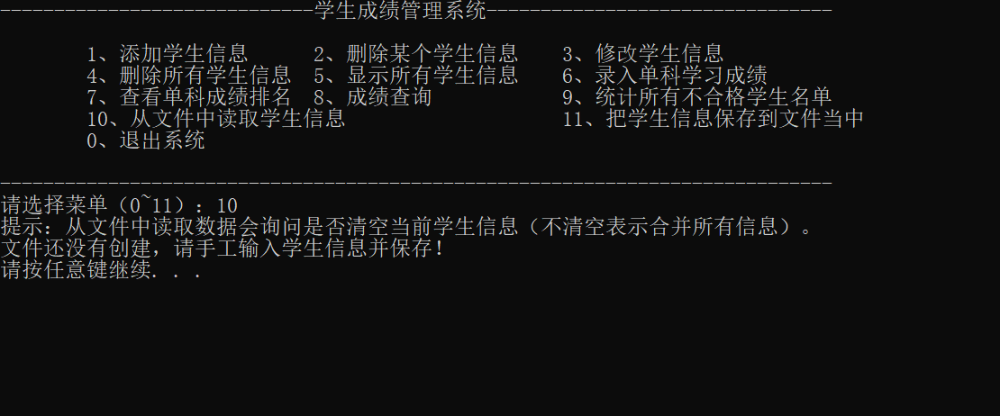 -----------------------------学生成绩管理系统--------------------------------
1、添加学生信息 2、删除某个学生信息 3、修改学生信息
4、删除所有学生信息 5、显示所有学生信息 6、录入单科学习成绩
7、查看单科成绩排名 8、成绩查询 9、统计所有不合格学生名单
10、从文件中读取学生信息 11、把学生信息保存到文件当中
0、退出系统
-----------------------------------------------------------------------------
请选择菜单（0~11）：10
提示：从文件中读取数据会询问是否清空当前学生信息（不清空表示合并所有信息）。
文件还没有创建，请手工输入学生信息并保存！
请按任意键继续. . .